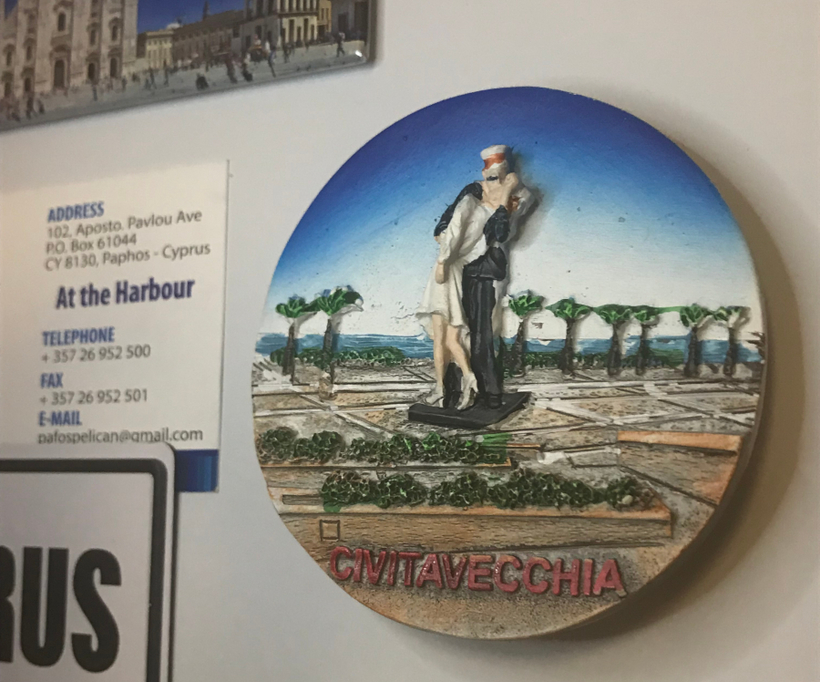 ADDRESS
102, Aposto. Pavlou Ave
P.O. Box 61044
CY 8130, Paphos - Cyprus
At the Harbour
TELEPHONE
+ 357 26 952 500
FAX
+ 357 26 952 501
E-MAIL
pafospelican@gmail.com
RUS
CIVITAVECCHIA